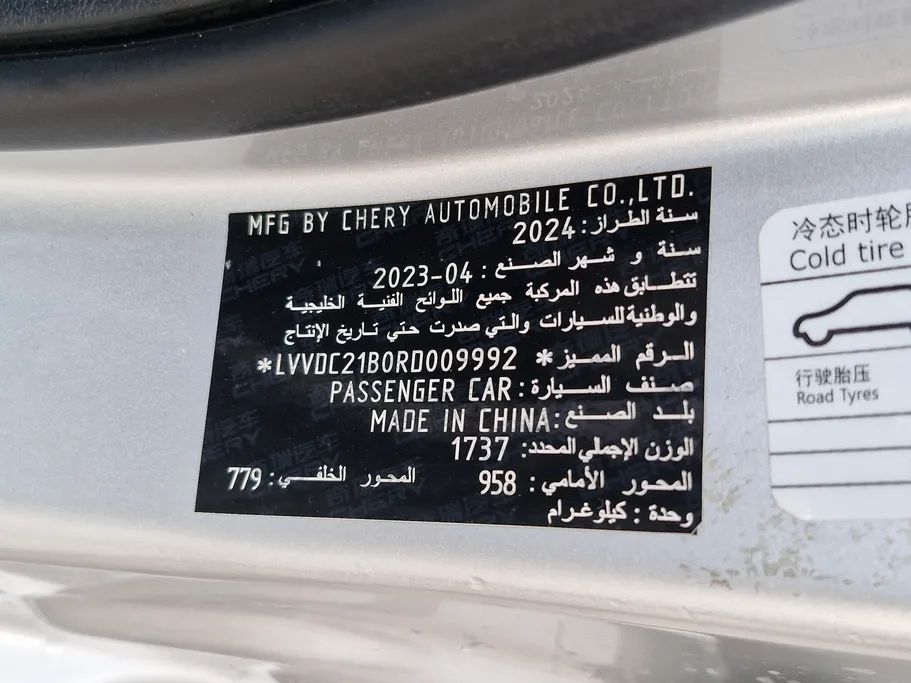 MFG BY CHERY AUTOMOBILE CO.,LTD.
سنة الطراز: 2024
سنة و شهر الصنع : 2023-04
تتطابق هذه المركبة جميع اللوائح الفنية الخليجية
والوطنية للسيارات والتي صدرت حتي تاريخ الإنتاج
الرقم المميز: *LVVDC21B0RD009992*
صنف السيارة : PASSENGER CAR
بلد الصنع: MADE IN CHINA
الوزن الإجمالي المحدد: 1737
المحور الأمامي : 958 المحور الخلفي : 779
وحدة : كيلوغرام
冷态时轮
Cold tire
行驶胎压
Road Tyres